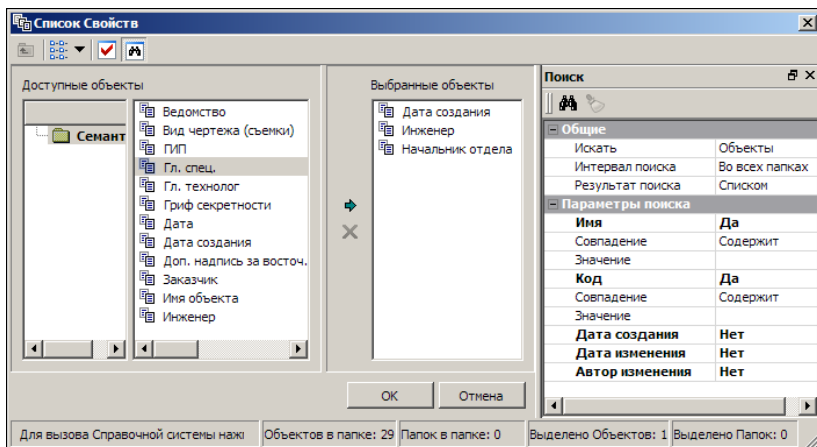 Список Свойств
Доступные объекты
Семант
Ведомство
Вид чертежа (съемки)
ГИП
Гл. спец.
Гл. технолог
Гриф секретности
Дата
Дата создания
Доп. надпись за восточ.
Заказчик
Имя объекта
Инженер
Выбранные объекты
Дата создания
Инженер
Начальник отдела
Поиск
Общие
Искать Объекты
Интервал поиска Во всех папках
Результат поиска Списком
Параметры поиска
Имя Да
Совпадение Содержит
Значение
Код Да
Совпадение Содержит
Значение
Дата создания Нет
Дата изменения Нет
Автор изменения Нет
ОК Отмена
Для вызова Справочной системы наж Объектов в папке: 29 Папок в папке: 0 Выделено Объектов: 1 Выделено Папок: 0